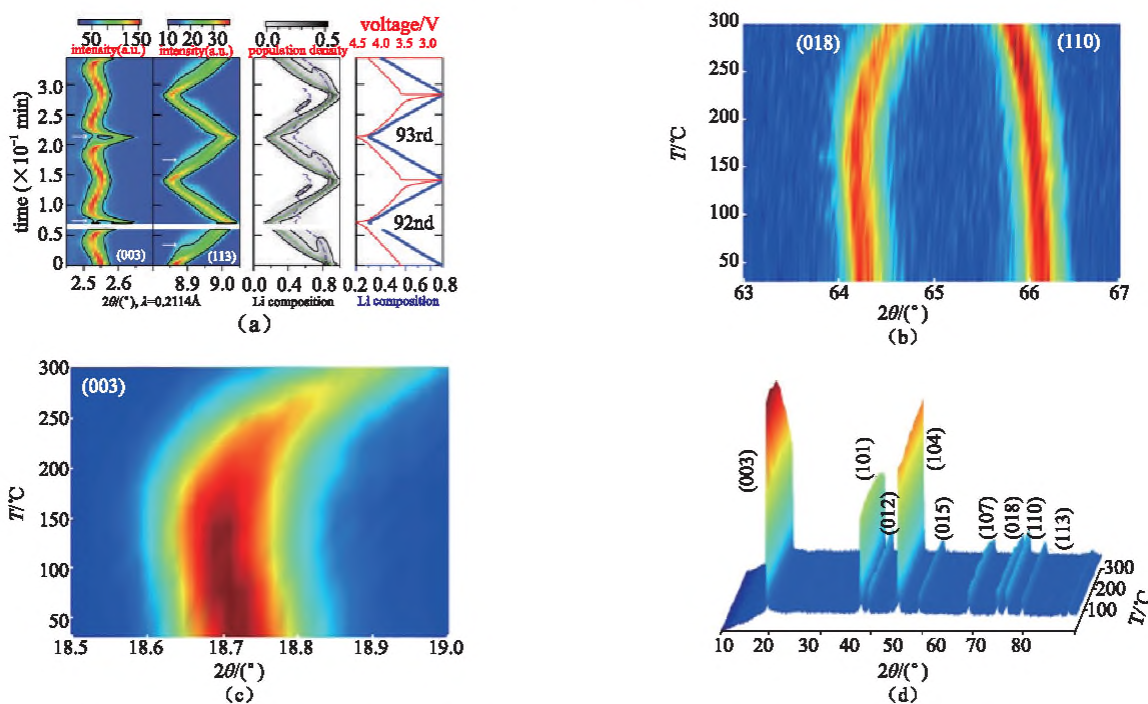 50 100 150
10 20 30
0.0 0.5
voltage/V
intensity(a.u.)
intensity(a.u.)
population density
4.5 4.0 3.5 3.0
time (×10⁻¹ min)
3.0
2.5
2.0
1.5
1.0
0.5
0
(003)
(113)
93rd
92nd
2.5 2.6 8.9 9.0
0.0 0.4 0.8
0.2 0.4 0.6 0.8
2θ/(°), λ=0.2114Å
Li composition
Li composition
(a)
(018)
(110)
T/℃
300
250
200
150
100
50
63 64 65 66 67
2θ/(°)
(b)
(003)
T/℃
300
250
200
150
100
50
18.5 18.6 18.7 18.8 18.9 19.0
2θ/(°)
(c)
(003)
(101)
(012)
(104)
(015)
(107)
(018)
(110)
(113)
300
200
100
T/℃
10 20 30 40 50 60 70 80
2θ/(°)
(d)